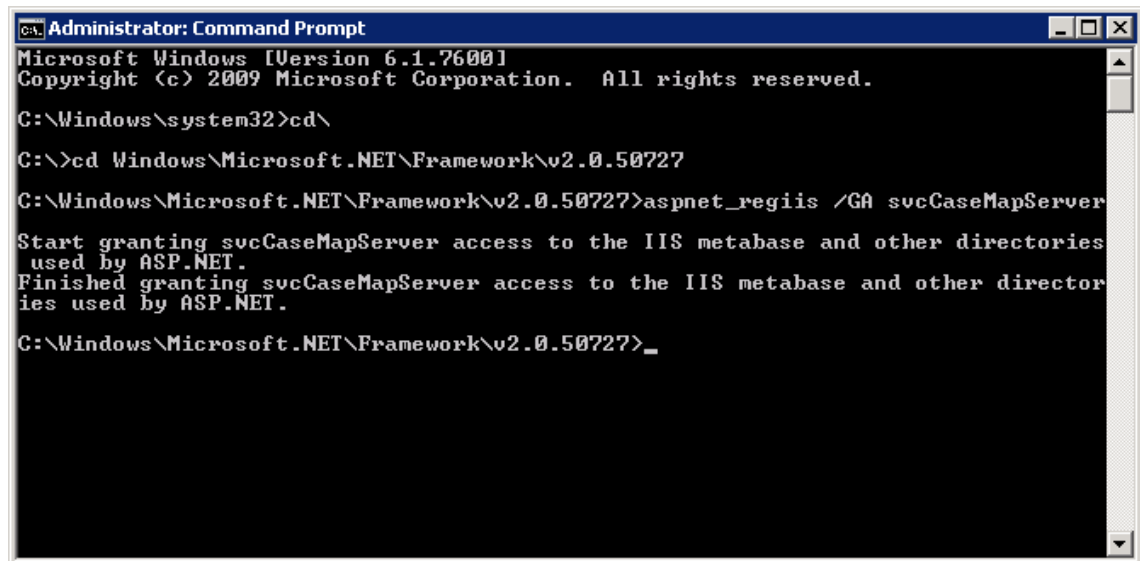 Administrator: Command Prompt
Microsoft Windows [Version 6.1.7600]
Copyright (c) 2009 Microsoft Corporation.  All rights reserved.
C:\Windows\system32>cd\
C:\>cd Windows\Microsoft.NET\Framework\v2.0.50727
C:\Windows\Microsoft.NET\Framework\v2.0.50727>aspnet_regiis /GA svcCaseMapServer
Start granting svcCaseMapServer access to the IIS metabase and other directories
 used by ASP.NET.
Finished granting svcCaseMapServer access to the IIS metabase and other director
ies used by ASP.NET.
C:\Windows\Microsoft.NET\Framework\v2.0.50727>_